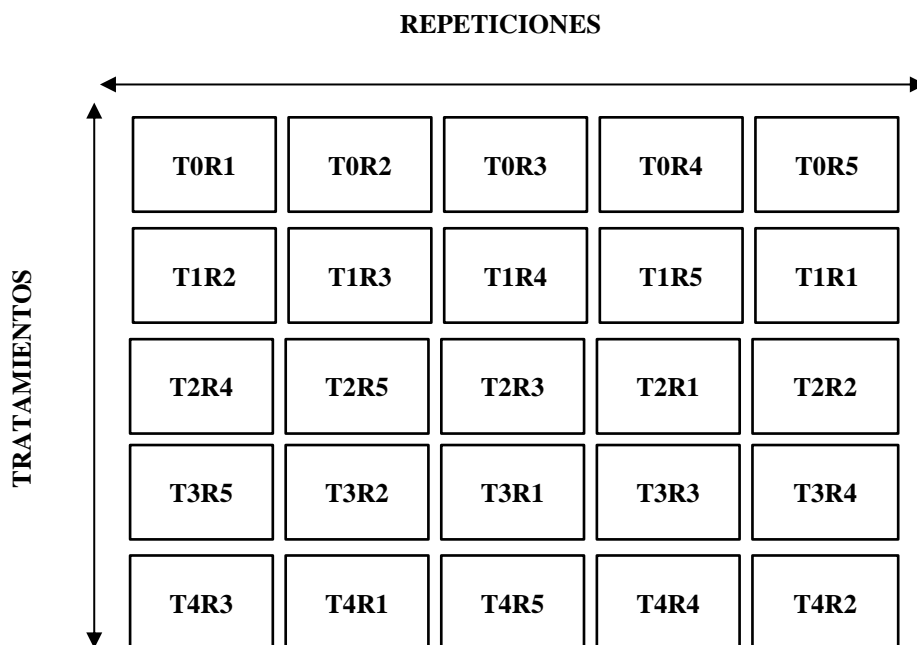 REPETICIONES
TRATAMIENTOS
T0R1 T0R2 T0R3 T0R4 T0R5
T1R2 T1R3 T1R4 T1R5 T1R1
T2R4 T2R5 T2R3 T2R1 T2R2
T3R5 T3R2 T3R1 T3R3 T3R4
T4R3 T4R1 T4R5 T4R4 T4R2